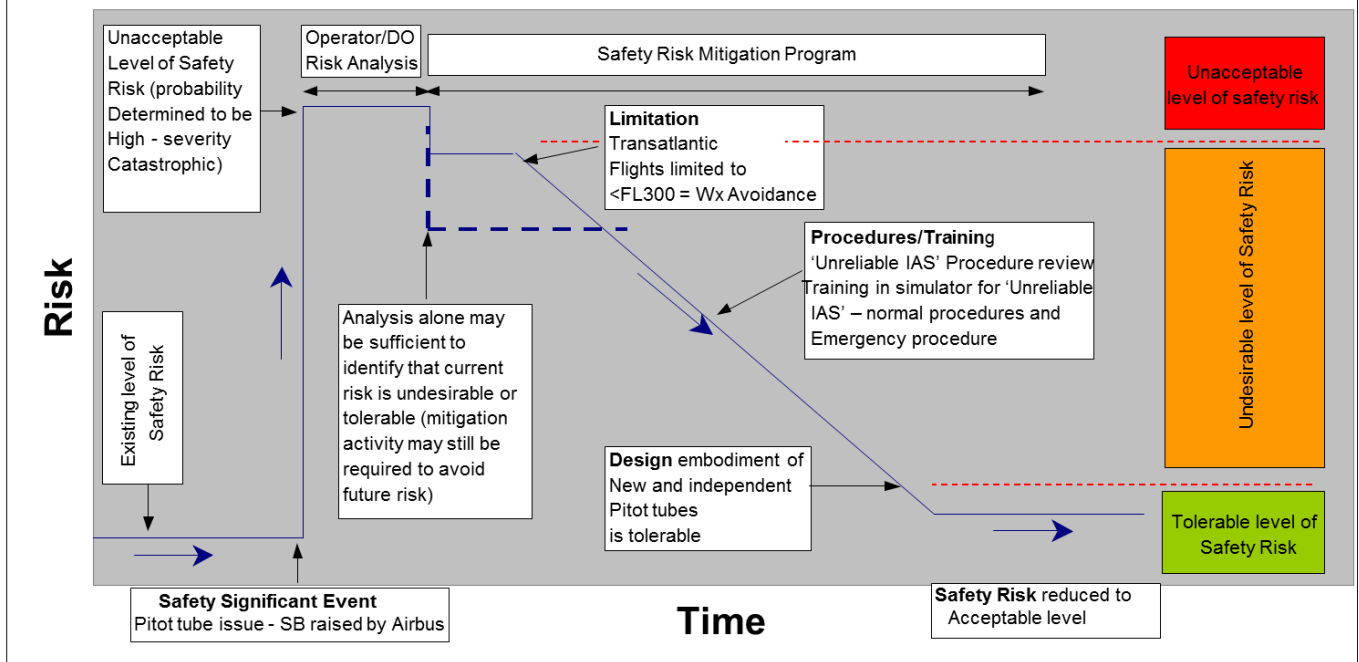 Unacceptable
Level of Safety
Risk (probability
Determined to be
High - severity
Catastrophic)
Operator/DO
Risk Analysis
Safety Risk Mitigation Program
Unacceptable
level of safety risk
Limitation
Transatlantic
Flights limited to
<FL300 = Wx Avoidance
Undesirable level of Safety Risk
Procedures/Training
‘Unreliable IAS’ Procedure review
Training in simulator for ‘Unreliable
IAS’ – normal procedures and
Emergency procedure
Risk
Existing level of
Safety Risk
Analysis alone may
be sufficient to
identify that current
risk is undesirable or
tolerable (mitigation
activity may still be
required to avoid
future risk)
Design embodiment of
New and independent
Pitot tubes
is tolerable
Tolerable level of
Safety Risk
Safety Significant Event
Pitot tube issue - SB raised by Airbus
Time
Safety Risk reduced to
Acceptable level